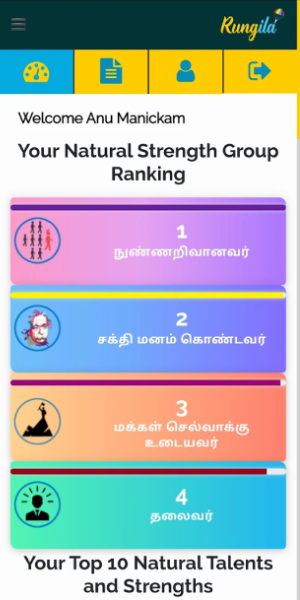 Rungila
Welcome Anu Manickam
Your Natural Strength Group
Ranking
1
நுண்ணறிவானவர்
2
சக்தி மனம் கொண்டவர்
3
மக்கள் செல்வாக்கு
உடையவர்
4
தலைவர்
Your Top 10 Natural Talents
and Strengths